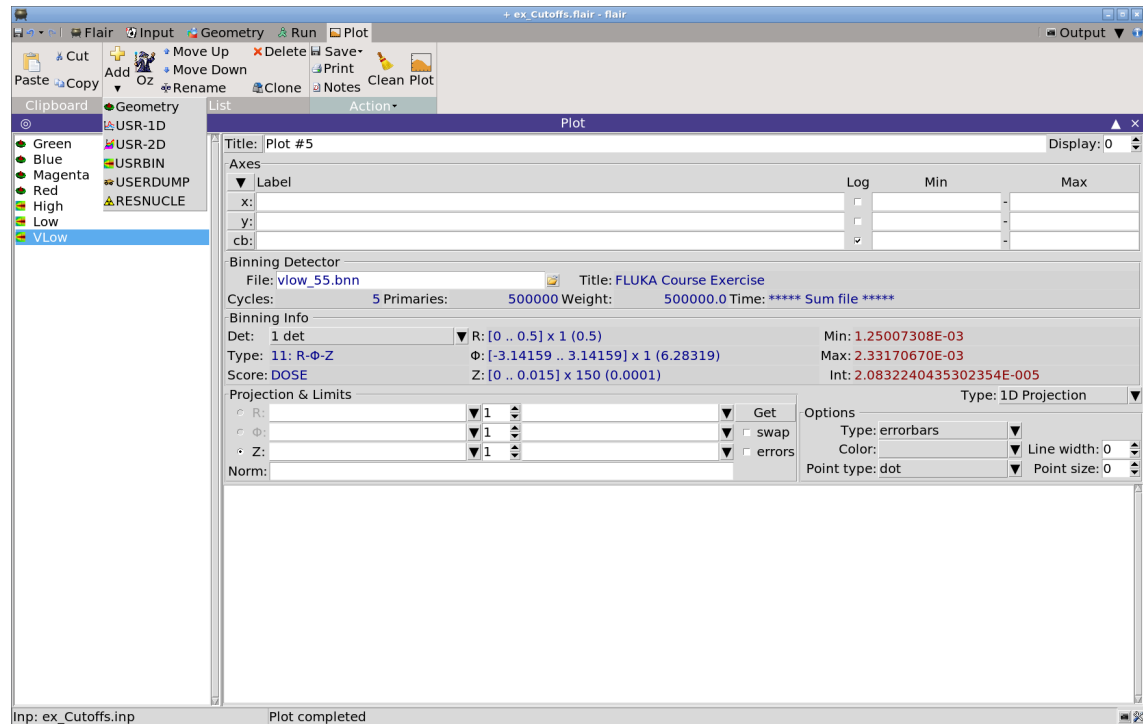 + ex_Cutoffs.flair - flair
Flair Input Geometry Run Plot Output
Paste Cut Copy Add Oz Move Up Move Down Rename Delete Clone Save Print Notes Clean Plot
Clipboard List Action
Geometry
USR-1D
USR-2D
USRBIN
USERDUMP
RESNUCLE
Plot
Green
Blue
Magenta
Red
High
Low
VLow
Title: Plot #5 Display: 0
Axes
Label Log Min Max
x: -
y: -
cb: -
Binning Detector
File: vlow_55.bnn Title: FLUKA Course Exercise
Cycles: 5 Primaries: 500000 Weight: 500000.0 Time: ***** Sum file *****
Binning Info
Det: 1 det R: [0 .. 0.5] x 1 (0.5) Min: 1.25007308E-03
Type: 11: R-Φ-Z Φ: [-3.14159 .. 3.14159] x 1 (6.28319) Max: 2.33170670E-03
Score: DOSE Z: [0 .. 0.015] x 150 (0.0001) Int: 2.0832240435302354E-005
Projection & Limits Type: 1D Projection
R: 1 Get Options
Φ: 1 swap Type: errorbars
Z: 1 errors Color: Line width: 0
Norm: Point type: dot Point size: 0
Inp: ex_Cutoffs.inp Plot completed